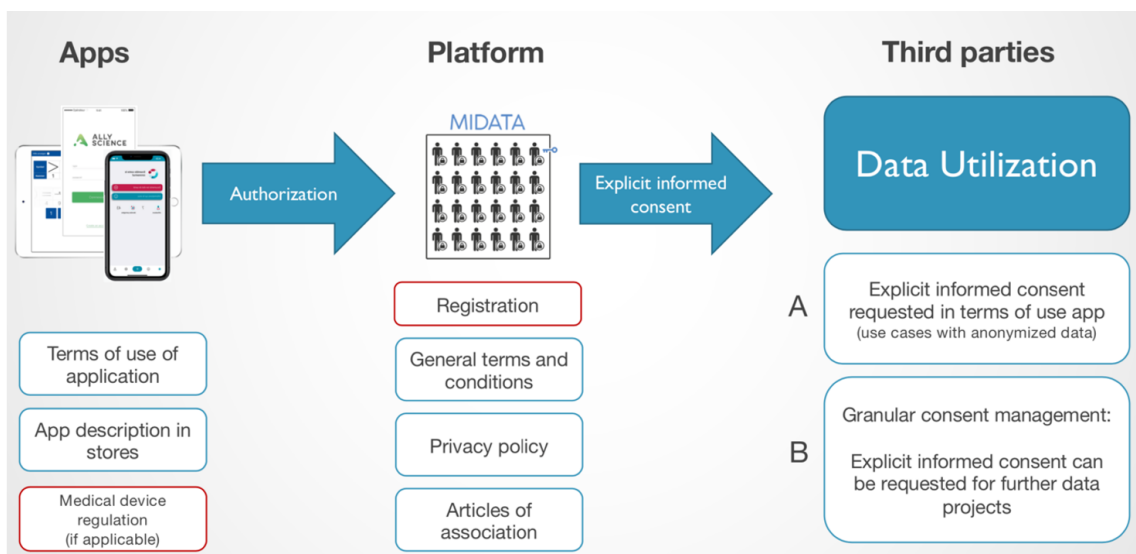 Apps
Platform
Third parties
ALLY
SCIENCE
MIDATA
Authorization
Explicit informed
consent
Data Utilization
Terms of use of
application
App description in
stores
Medical device
regulation
(if applicable)
Registration
General terms and
conditions
Privacy policy
Articles of
association
A
Explicit informed consent
requested in terms of use app
(use cases with anonymized data)
B
Granular consent management:
Explicit informed consent can
be requested for further data
projects